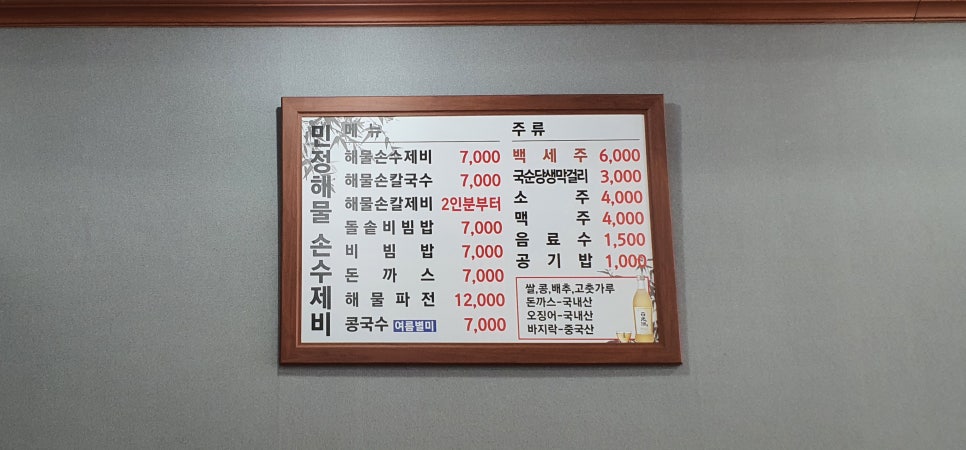 민정해물 손수제비
메뉴
해물손수제비 7,000
해물손칼국수 7,000
해물손칼제비 2인분부터
돌솥비빔밥 7,000
비빔밥 7,000
돈까스 7,000
해물파전 12,000
콩국수 여름별미 7,000
주류
백세주 6,000
국순당생막걸리 3,000
소주 4,000
맥주 4,000
음료수 1,500
공기밥 1,000
쌀,콩,배추,고춧가루
돈까스-국내산
오징어-국내산
바지락-중국산